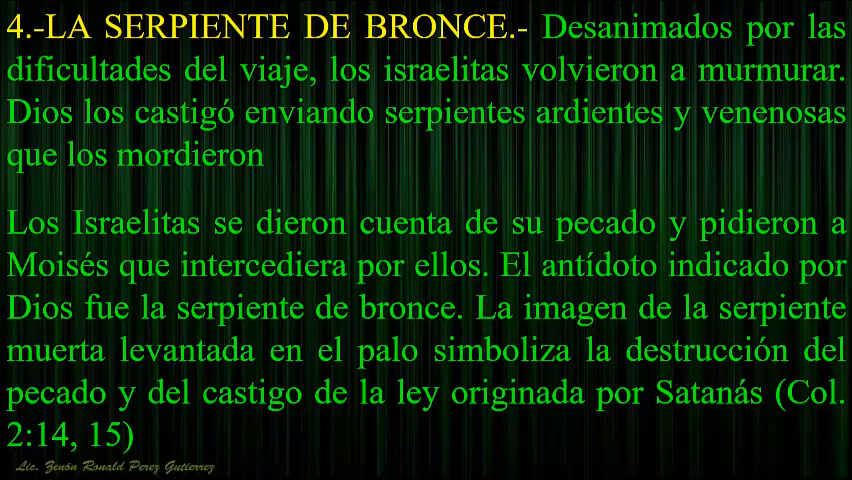 4.-LA SERPIENTE DE BRONCE.- Desanimados por las
dificultades del viaje, los israelitas volvieron a murmurar.
Dios los castigó enviando serpientes ardientes y venenosas
que los mordieron
Los Israelitas se dieron cuenta de su pecado y pidieron a
Moisés que intercediera por ellos. El antídoto indicado por
Dios fue la serpiente de bronce. La imagen de la serpiente
muerta levantada en el palo simboliza la destrucción del
pecado y del castigo de la ley originada por Satanás (Col.
2:14, 15)
Lic. Zenón Ronald Perez Gutierrez